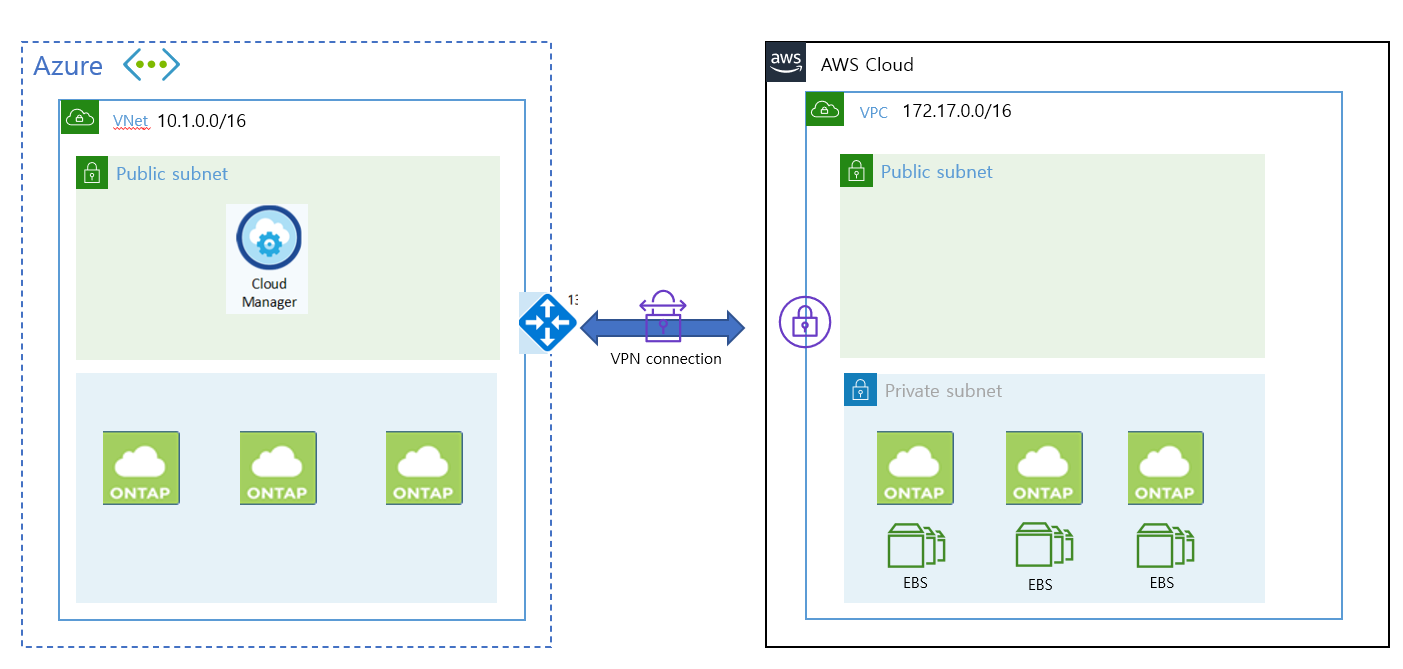 Azure
VNet 10.1.0.0/16
Public subnet
Cloud
Manager
ONTAP
ONTAP
ONTAP
VPN connection
aws
AWS Cloud
VPC 172.17.0.0/16
Public subnet
Private subnet
ONTAP
ONTAP
ONTAP
EBS
EBS
EBS